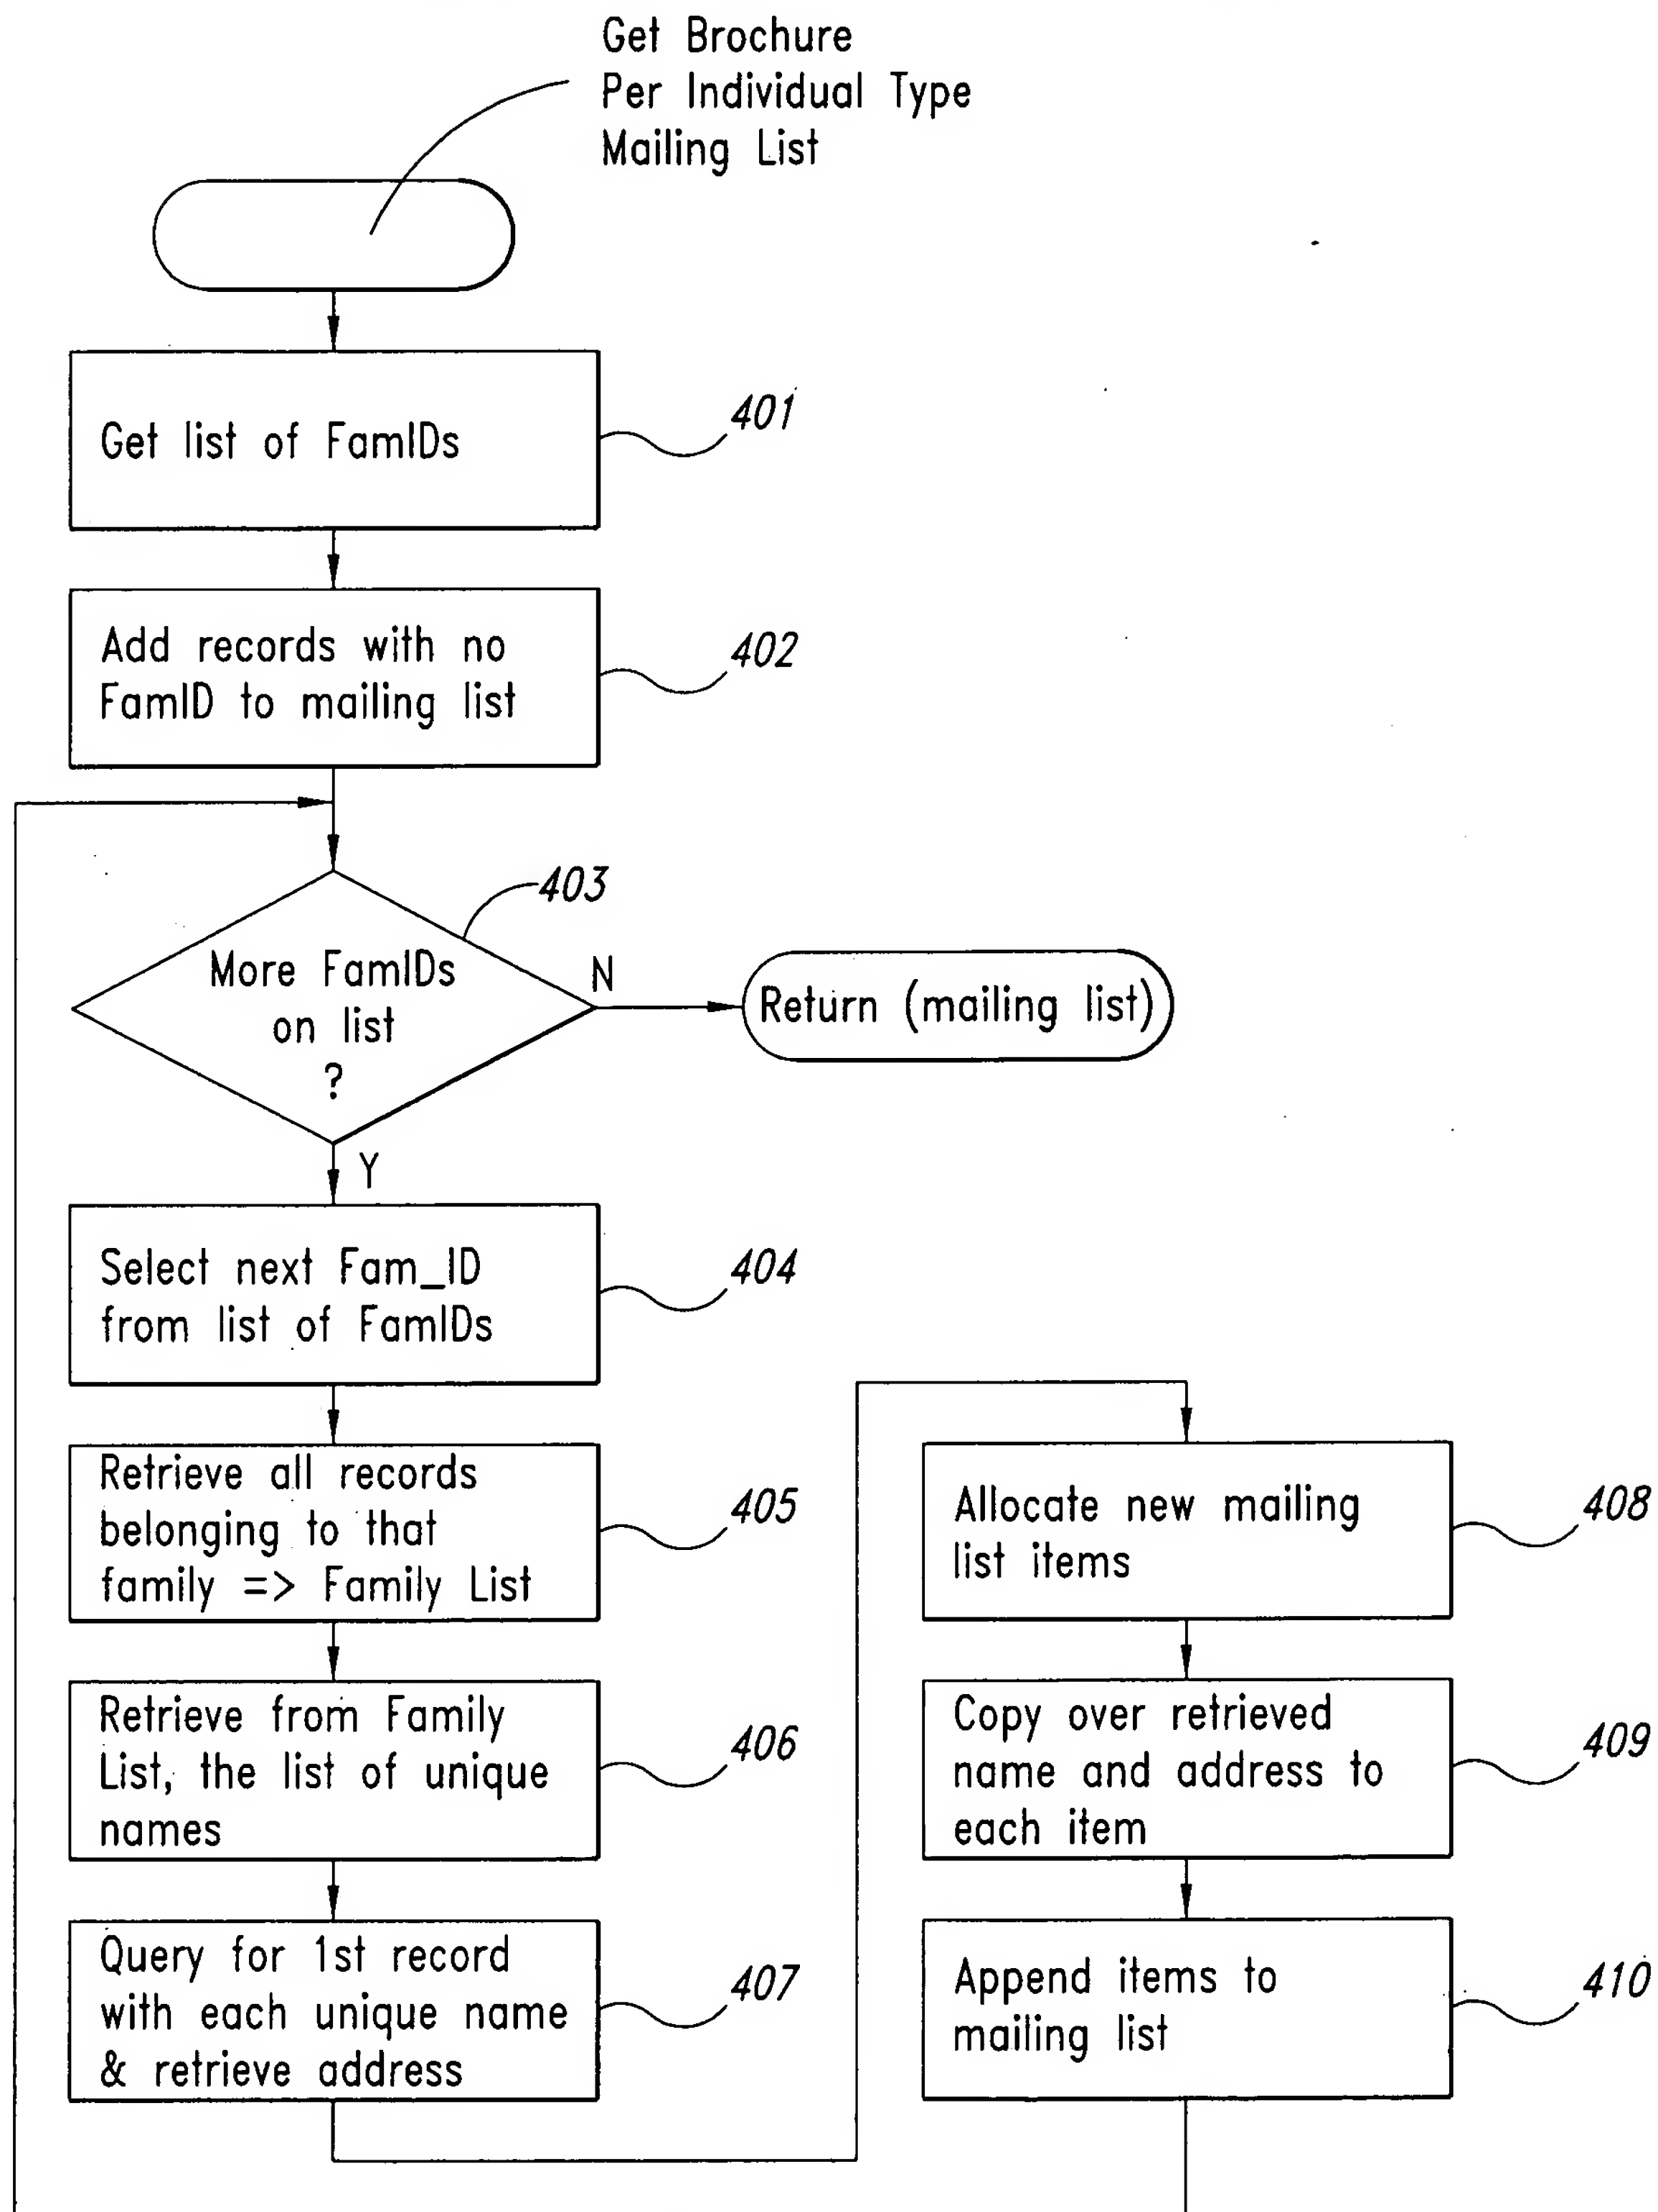 Get Brochure
Per Individual Type
Mailing List
Get list of FamIDs
401
Add records with no
FamID to mailing list
402
403
More FamIDs
on list
?
N
Return (mailing list)
Y
Select next Fam_ID
from list of FamIDs
404
Retrieve all records
belonging to that
family => Family List
405
Retrieve from Family
List, the list of unique
names
406
Query for 1st record
with each unique name
& retrieve address
407
Allocate new mailing
list items
408
Copy over retrieved
name and address to
each item
409
Append items to
mailing list
410